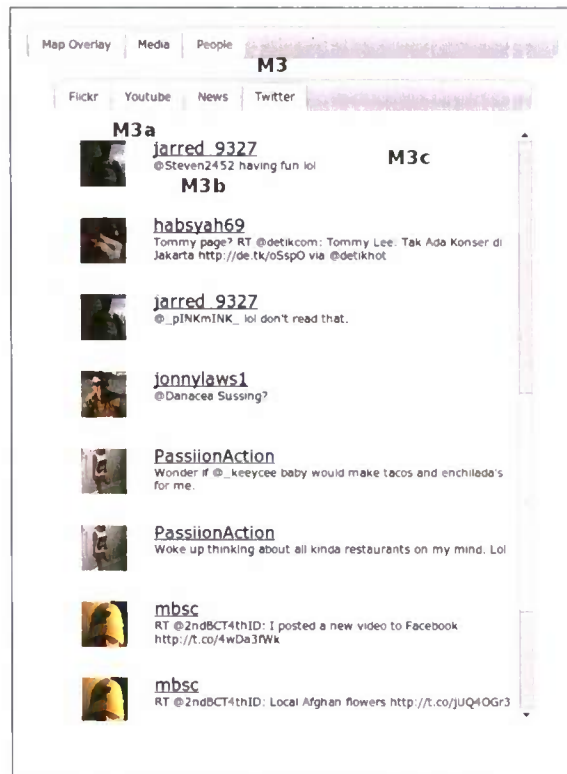 Map Overlay Media People
M3
Flickr Youtube News Twitter
M3a
jarred_9327
M3c
@Steven2452 having fun lol
M3b
habsyah69
Tommy page? RT @detikcom: Tommy Lee: Tak Ada Konser di
Jakarta http://de.tk/oSspO via @detikhot
jarred_9327
@_pINKmINK_ lol don't read that.
jonnylaws1
@Danacea Sussing?
PassiionAction
Wonder if @_keeycee baby would make tacos and enchilada's
for me.
PassiionAction
Woke up thinking about all kinda restaurants on my mind. Lol
mbsc
RT @2ndBCT4thID: I posted a new video to Facebook
http://t.co/4wDa3fWk
mbsc
RT @2ndBCT4thID: Local Afghan flowers http://t.co/jUQ4OGr3